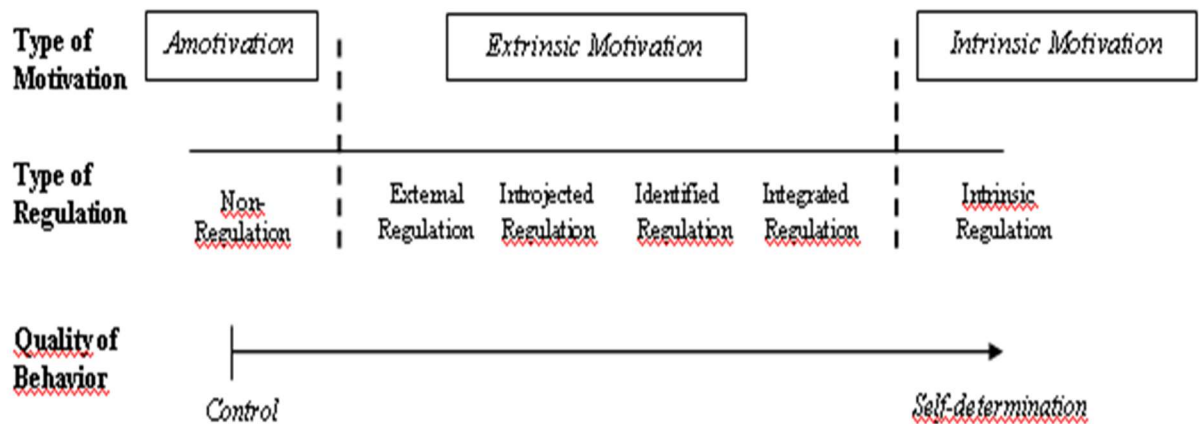 Type of
Motivation
Amotivation
Extrinsic Motivation
Intrinsic Motivation
Type of
Regulation
Non-
Regulation
External
Regulation
Introjected
Regulation
Identified
Regulation
Integrated
Regulation
Intrinsic
Regulation
Quality of
Behavior
Control
Self-determination